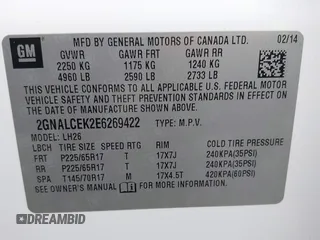 GM
MFD BY GENERAL MOTORS OF CANADA LTD. 02/14
GVWR GAWR FRT GAWR RR
2250 KG 1175 KG 1240 KG
4960 LB 2590 LB 2733 LB
THIS VEHICLE CONFORMS TO ALL APPLICABLE U.S.
FEDERAL MOTOR VEHICLE SAFETY, BUMPER, AND
THEFT PREVENTION STANDARDS IN EFFECT ON THE
DATE OF MANUFACTURE SHOWN ABOVE.
2GNALCEK2E6269422 TYPE: M.P.V.
MODEL: LH26
LBCH TIRE SIZE SPEED RTG RIM COLD TIRE PRESSURE
FRT P225/65R17 T 17X7J 240KPA(35PSI)
RR P225/65R17 T 17X7J 240KPA(35PSI)
SPA T145/70R17 M 17X4.5T 420KPA(60PSI)
SEE OWNER'S MANUAL FOR ADDITIONAL INFORMATION
DREAMBID